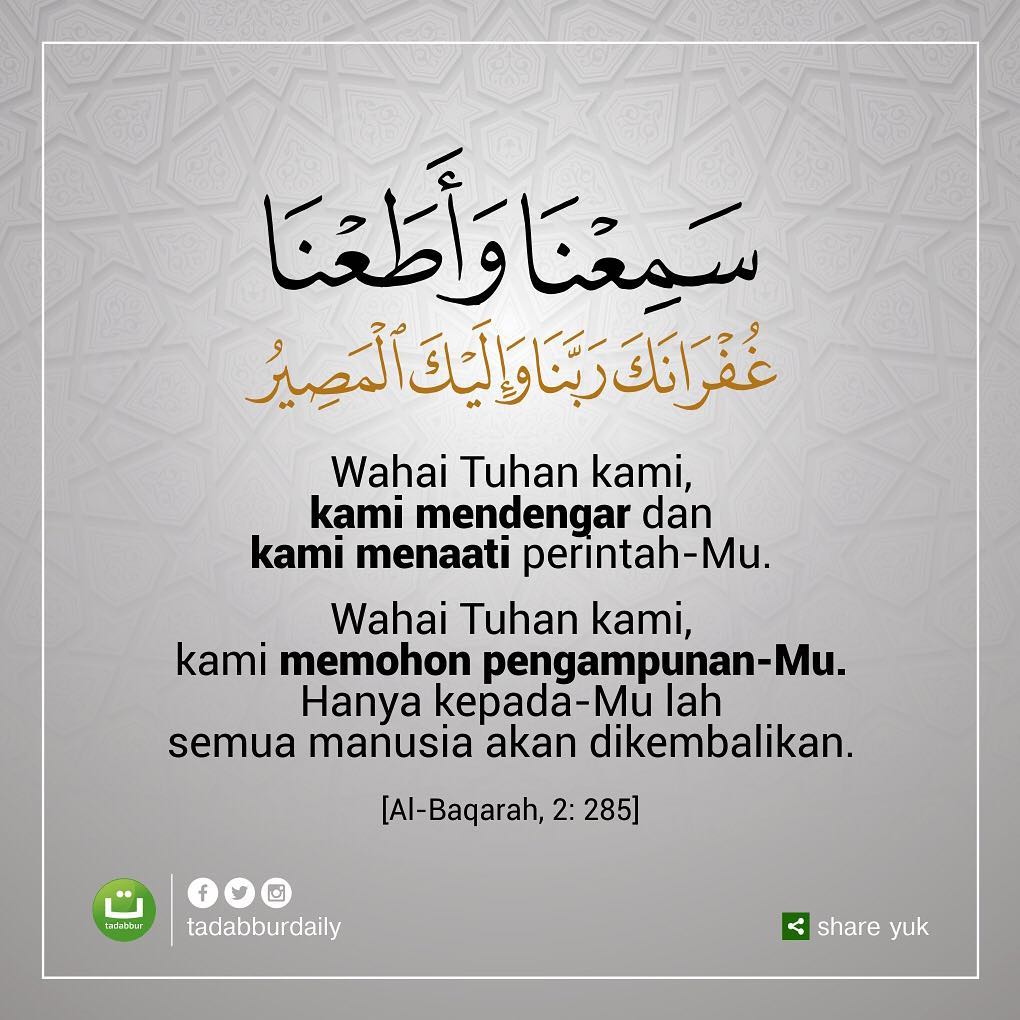 سَمِعْنَا وَأَطَعْنَا
غُفْرَانَكَ رَبَّنَا وَإِلَيْكَ ٱلْمَصِيرُ
Wahai Tuhan kami,
kami mendengar dan
kami menaati perintah-Mu.
Wahai Tuhan kami,
kami memohon pengampunan-Mu.
Hanya kepada-Mu lah
semua manusia akan dikembalikan.
[Al-Baqarah, 2: 285]
ت
tadabbur
tadabburdaily
share yuk